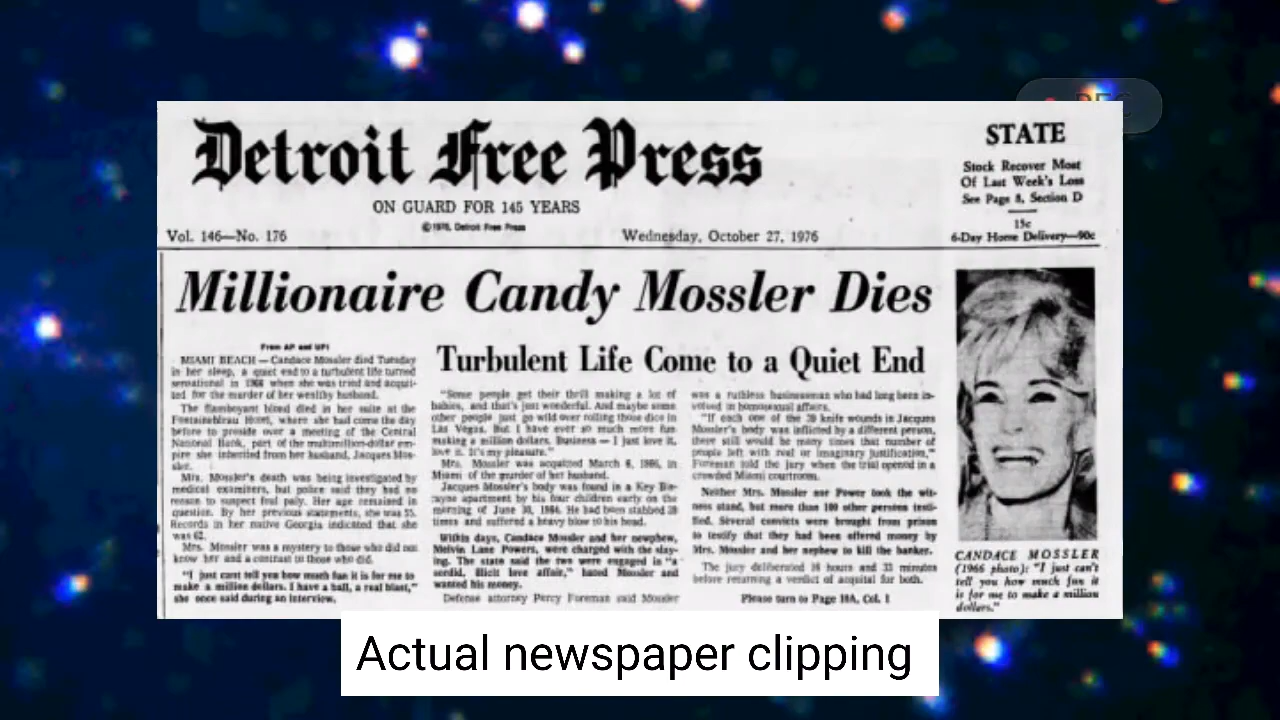 REC
Detroit Free Press
ON GUARD FOR 145 YEARS
©1976, Detroit Free Press
Vol. 146—No. 176
Wednesday, October 27, 1976
STATE
Stock Recover Most
Of Last Week's Loss
See Page 8, Section D
15c
6-Day Home Delivery—90c
Millionaire Candy Mossler Dies
From AP and UPI
MIAMI BEACH — Candace Mossler died Tuesday
in her sleep, a quiet end to a turbulent life turned
sensational in 1966 when she was tried and acquit-
ted for the murder of her wealthy husband.
The flamboyant blond died in her suite at the
Fontainebleau Hotel, where she had come the day
before to preside over a meeting of the Central
National Bank, part of the multimillion-dollar em-
pire she inherited from her husband, Jacques Mos-
sler.
Mrs. Mossler's death was being investigated by
medical examiners, but police said they had no
reason to suspect foul play. Her age remained in
question. By her previous statements, she was 55.
Records in her native Georgia indicated that she
was 62.
Mrs. Mossler was a mystery to those who did not
know her and a contrast to those who did.
"I just cant tell you how much fun it is for me to
make a million dollars. I have a ball, a real blast,"
she once said during an interview.
Turbulent Life Come to a Quiet End
"Some people get their thrill making a lot of
babies, and that's just wonderful. And maybe some
other people just go wild over rolling those dice in
Las Vegas. But I have ever so much more fun
making a million dollars. Business — I just love it,
love it. It's my pleasure."
Mrs. Mossler was acquitted March 6, 1966, in
Miami of the murder of her husband.
Jacques Mossler's body was found in a Key Bis-
cayne apartment by his four children early on the
morning of June 30, 1964. He had been stabbed
times and suffered a heavy blow to his head.
Within days, Candace Mossler and her newphew,
Melvin Lane Powers, were charged with the slay-
ing. The state said the two were engaged in "a
sordid, illicit love affair," hated Mossler and
wanted his money.
Defense attorney Percy Foreman said Mossler
was a ruthless businessman who had long been in-
volved in homosexual affairs.
"If each one of the 39 knife wounds in Jacques
Mossler's body was inflicted by a different person,
there still would be many times that number of
people left with real or imaginary justification,"
Foreman told the jury when the trial opened in a
crowded Miami courtroom.
Neither Mrs. Mossler nor Power took the wit-
ness stand, but more than 100 other persons testi-
fied. Several convicts were brought from prison
to testify that they had been offered money by
Mrs. Mossler and her nephew to kill the banker.
The jury deliberated 16 hours and 33 minutes
before returning a verdict of acquital for both.
Please turn to Page 18A, Col. 1
CANDACE MOSSLER
(1966 photo): "I just can't
tell you how much fun it
is for me to make a million
dollars."
Actual newspaper clipping